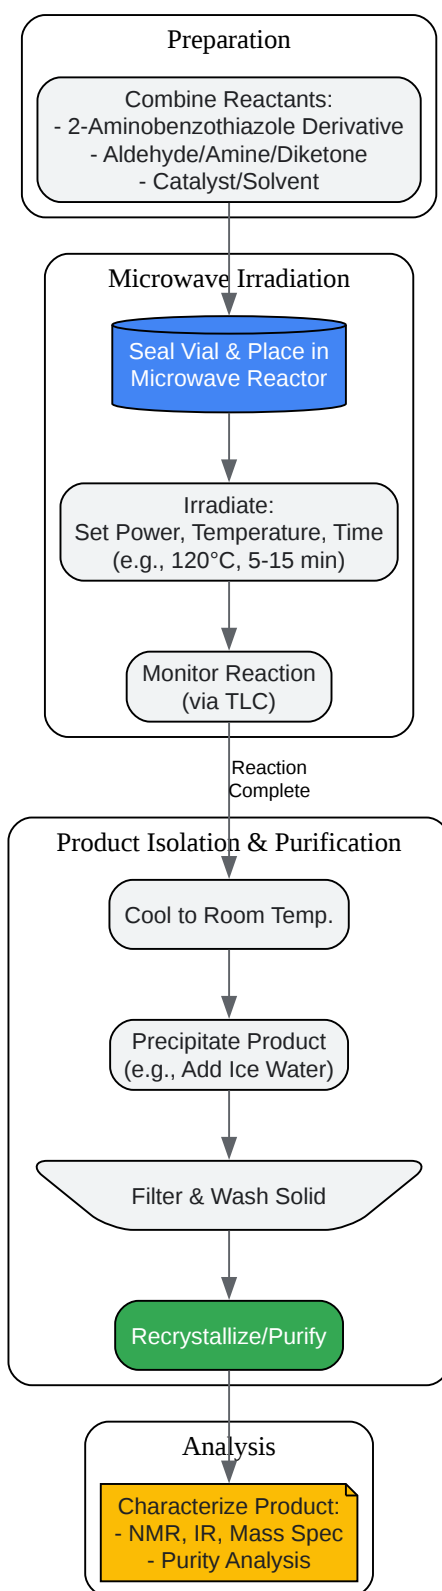 Preparation
Combine Reactants:
- 2-Aminobenzothiazole Derivative
- Aldehyde/Amine/Diketone
- Catalyst/Solvent
Microwave Irradiation
Seal Vial & Place in
Microwave Reactor
Irradiate:
Set Power, Temperature, Time
(e.g., 120°C, 5-15 min)
Monitor Reaction
(via TLC)
Reaction
Complete
Product Isolation & Purification
Cool to Room Temp.
Precipitate Product
(e.g., Add Ice Water)
Filter & Wash Solid
Recrystallize/Purify
Analysis
Characterize Product:
- NMR, IR, Mass Spec
- Purity Analysis